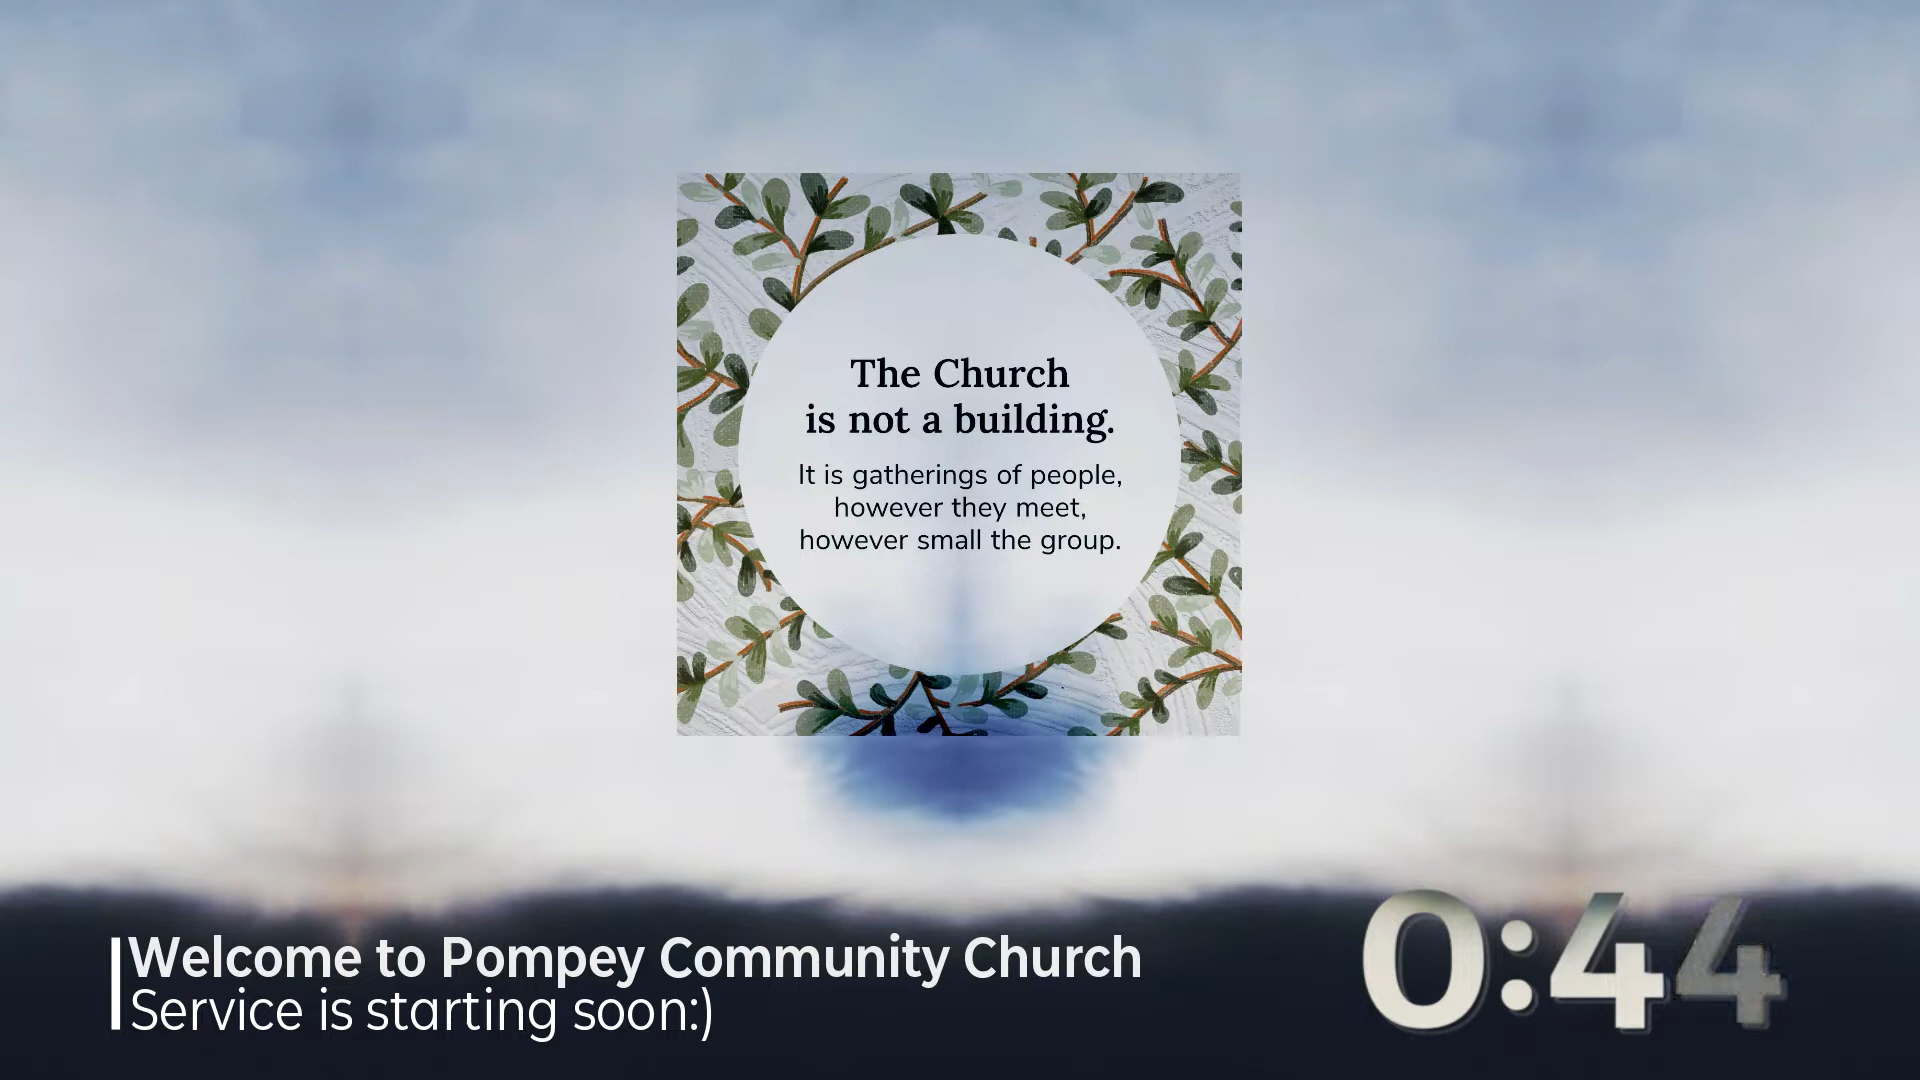 The Church
is not a building.
It is gatherings of people,
however they meet,
however small the group.
Welcome to Pompey Community Church
Service is starting soon:)
0:44